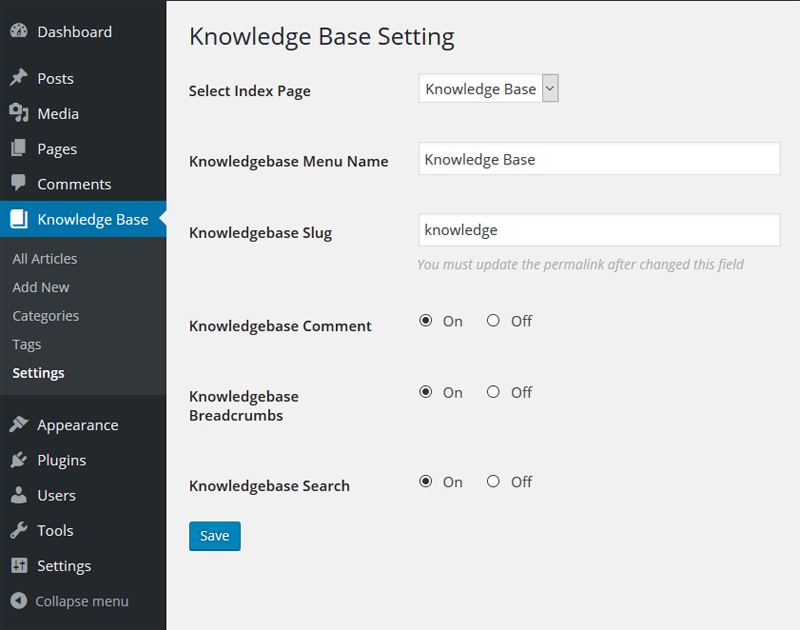 Dashboard
Posts
Media
Pages
Comments
Knowledge Base
All Articles
Add New
Categories
Tags
Settings
Appearance
Plugins
Users
Tools
Settings
Collapse menu
Knowledge Base Setting
Select Index Page
Knowledge Base
Knowledgebase Menu Name
Knowledge Base
Knowledgebase Slug
knowledge
You must update the permalink after changed this field
Knowledgebase Comment
On Off
Knowledgebase
Breadcrumbs
On Off
Knowledgebase Search
On Off
Save